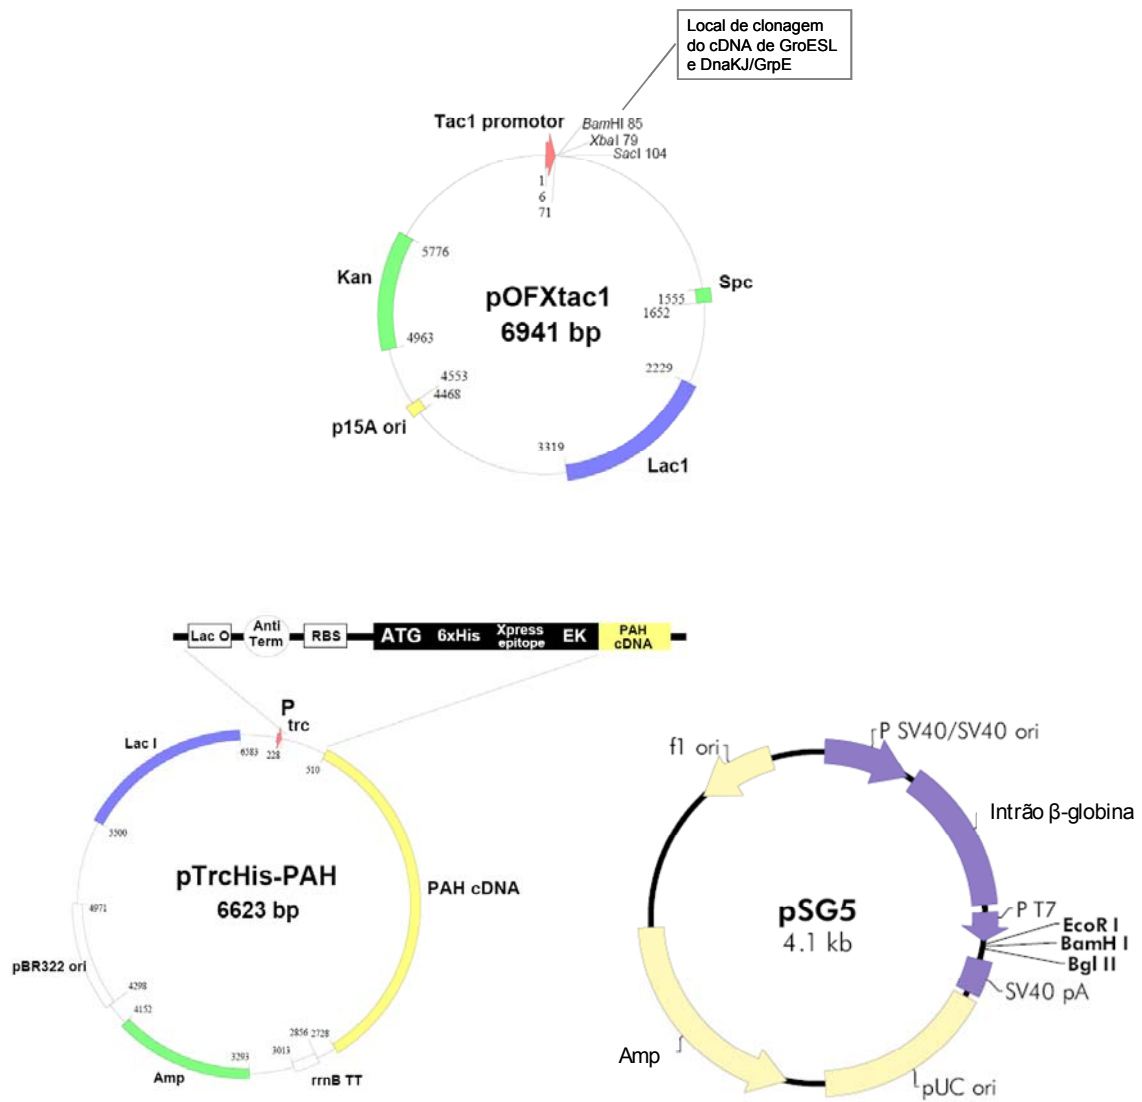 Local de clonagem
do cDNA de GroESL
e DnaKJ/GrpE
Tac1 promotor
BamHI 85
XbaI 79
SacI 104
1
6
71
5776
Kan
4963
pOFXtac1
6941 bp
Spc
1555
1652
2229
4553
4468
p15A ori
3319
Lac1
Lac O
Anti
Term
RBS
ATG
6xHis
Xpress
epitope
EK
PAH
cDNA
P
trc
Lac I
6583
228
510
5500
pTrcHis-PAH
6623 bp
PAH cDNA
4971
pBR322 ori
4298
4152
Amp
3293
3013
2856
2728
rrnB TT
f1 ori
P SV40/SV40 ori
Intrão β-globina
pSG5
4.1 kb
P T7
EcoR I
BamH I
Bgl II
SV40 pA
Amp
pUC ori